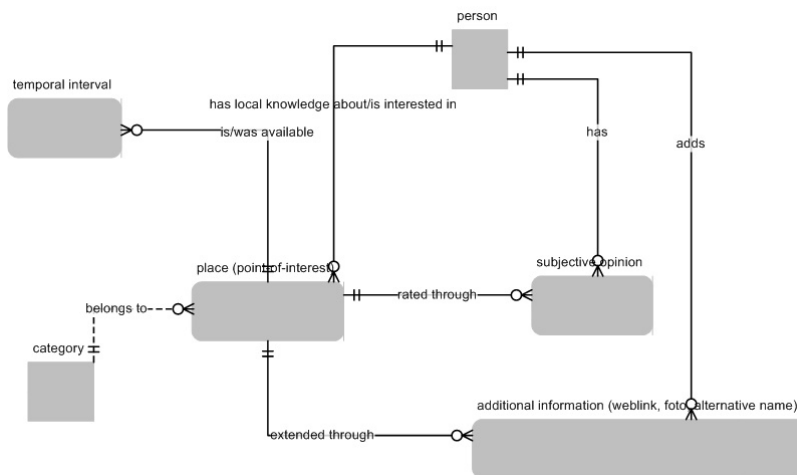 person
temporal interval
has local knowledge about/is interested in
is/was available
has
adds
place (point-of-interest)
subjective opinion
rated through
belongs to
category
additional information (weblink, foto, alternative name)
extended through